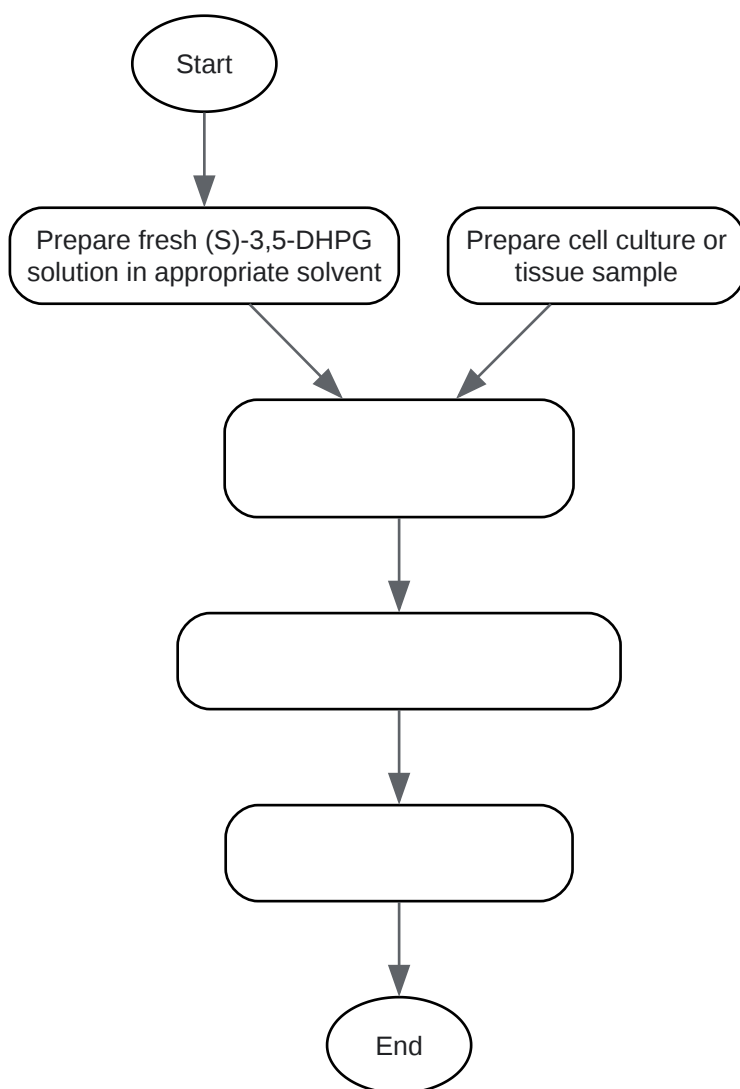 Start
Prepare fresh (S)-3,5-DHPG
solution in appropriate solvent
Prepare cell culture or
tissue sample
End